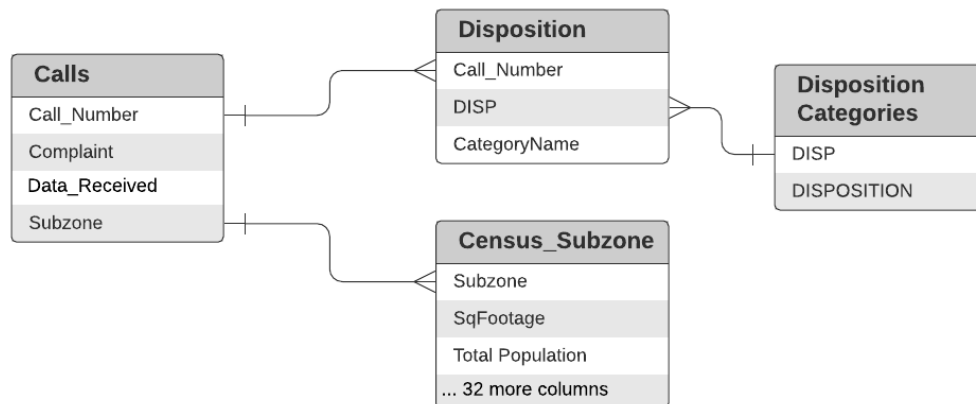 Calls
Call_Number
Complaint
Data_Received
Subzone
Disposition
Call_Number
DISP
CategoryName
Disposition
Categories
DISP
DISPOSITION
Census_Subzone
Subzone
SqFootage
Total Population
... 32 more columns